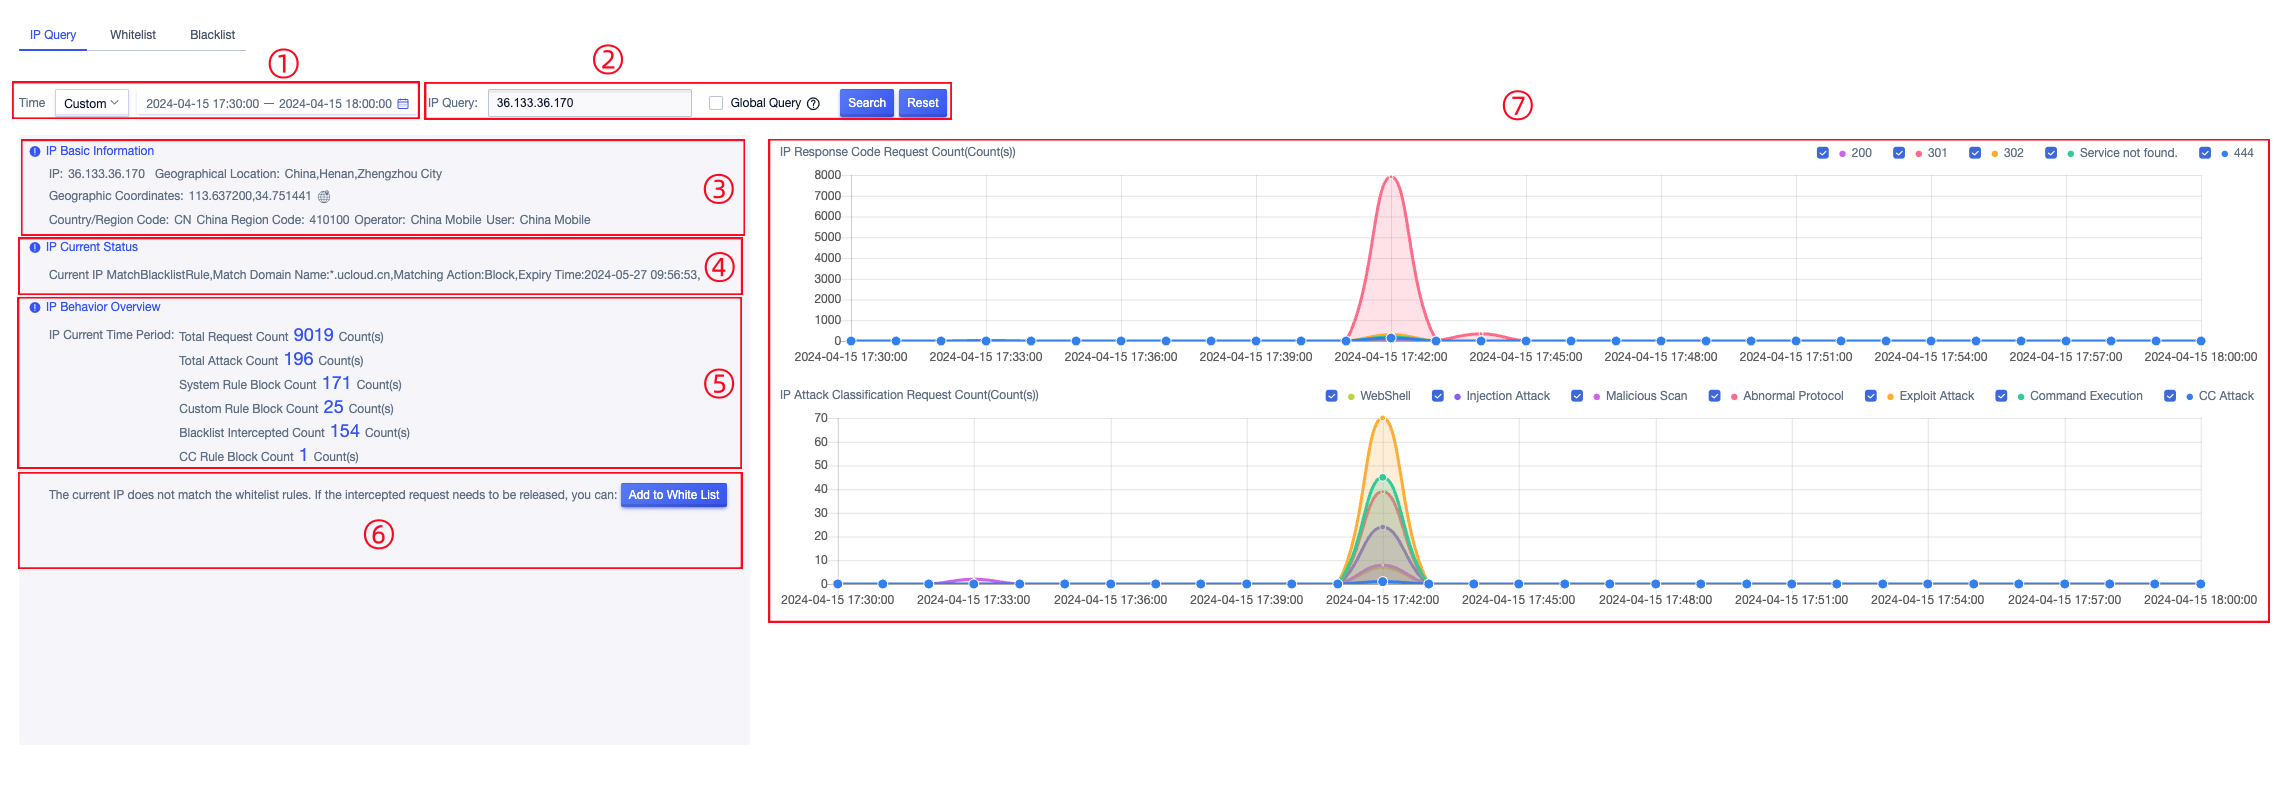 IP Query Whitelist Blacklist
① ②
Time Custom 2024-04-15 17:30:00 — 2024-04-15 18:00:00 IP Query: 36.133.36.170 Global Query ? Search Reset
IP Basic Information
IP: 36.133.36.170 Geographical Location: China,Henan,Zhengzhou City
Geographic Coordinates: 113.637200,34.751441
Country/Region Code: CN China Region Code: 410100 Operator: China Mobile User: China Mobile
③
IP Current Status
Current IP MatchBlacklistRule,Match Domain Name:*.ucloud.cn,Matching Action:Block,Expiry Time:2024-05-27 09:56:53,
④
IP Behavior Overview
IP Current Time Period: Total Request Count 9019 Count(s)
Total Attack Count 196 Count(s)
System Rule Block Count 171 Count(s)
Custom Rule Block Count 25 Count(s)
Blacklist Intercepted Count 154 Count(s)
CC Rule Block Count 1 Count(s)
⑤
The current IP does not match the whitelist rules. If the intercepted request needs to be released, you can: Add to White List
⑥
⑦
IP Response Code Request Count(Count(s)) 200 301 302 Service not found. 444
8000
7000
6000
5000
4000
3000
2000
1000
0
2024-04-15 17:30:00 2024-04-15 17:33:00 2024-04-15 17:36:00 2024-04-15 17:39:00 2024-04-15 17:42:00 2024-04-15 17:45:00 2024-04-15 17:48:00 2024-04-15 17:51:00 2024-04-15 17:54:00 2024-04-15 17:57:00 2024-04-15 18:00:00
IP Attack Classification Request Count(Count(s)) WebShell Injection Attack Malicious Scan Abnormal Protocol Exploit Attack Command Execution CC Attack
70
60
50
40
30
20
10
0
2024-04-15 17:30:00 2024-04-15 17:33:00 2024-04-15 17:36:00 2024-04-15 17:39:00 2024-04-15 17:42:00 2024-04-15 17:45:00 2024-04-15 17:48:00 2024-04-15 17:51:00 2024-04-15 17:54:00 2024-04-15 17:57:00 2024-04-15 18:00:00